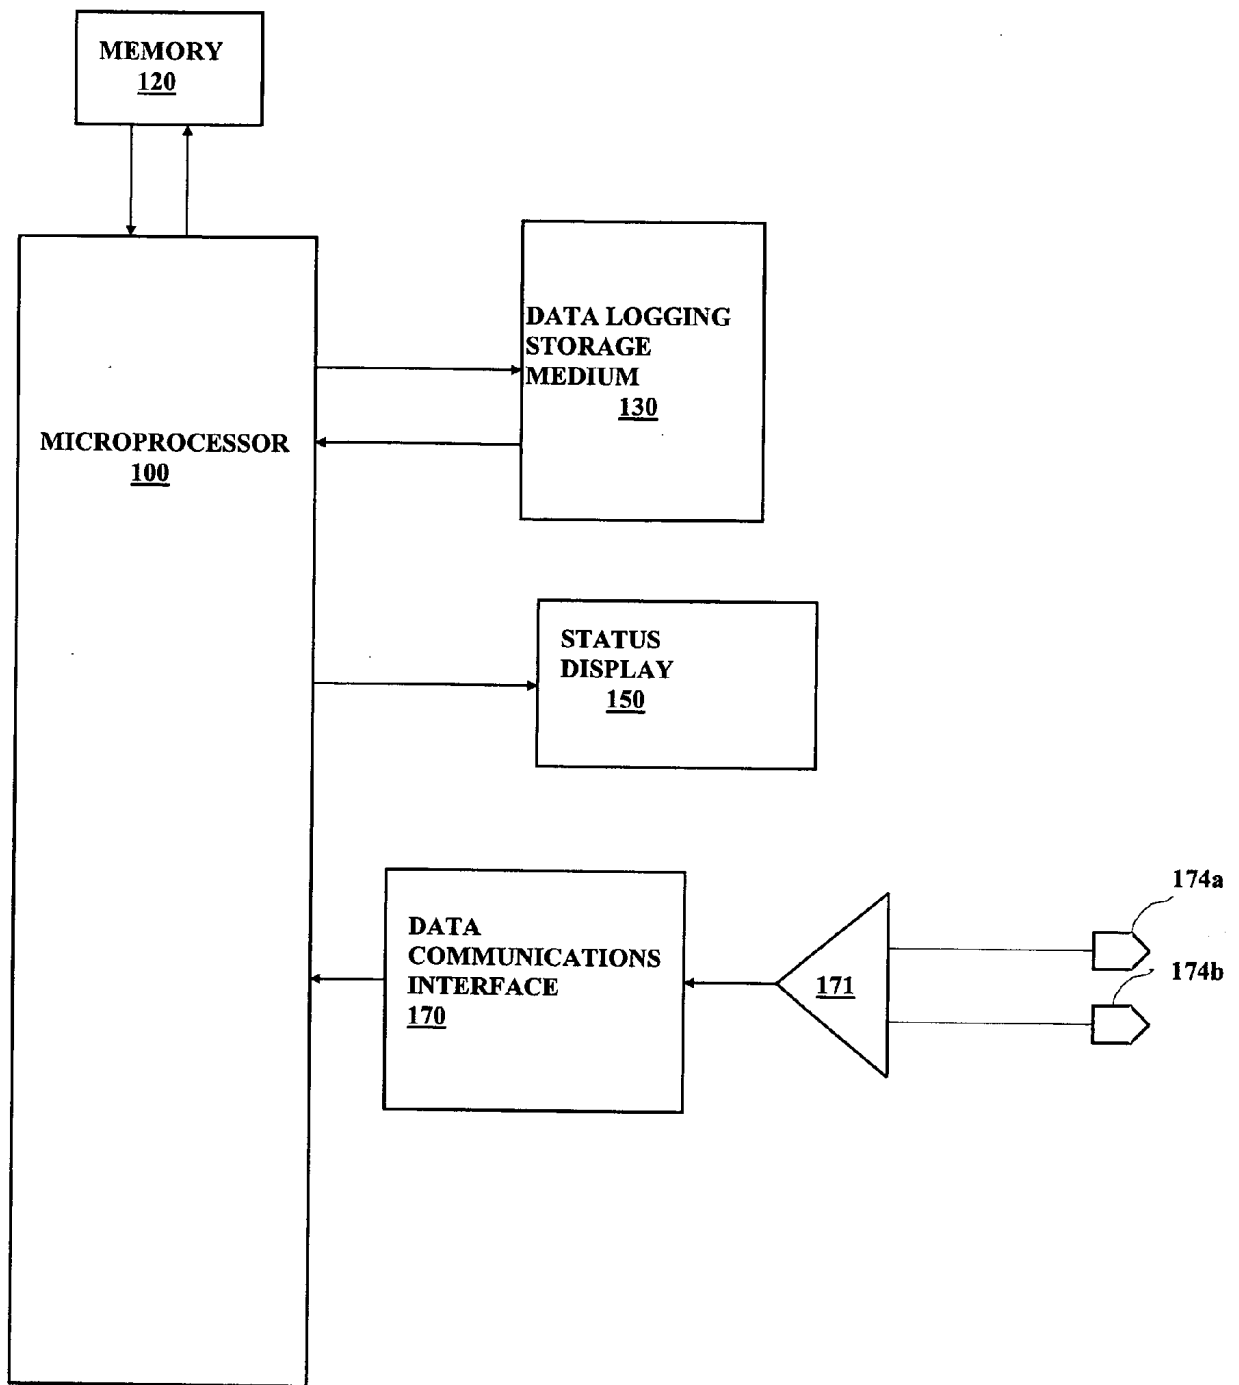 MEMORY
120
DATA LOGGING
STORAGE
MEDIUM
130
MICROPROCESSOR
100
STATUS
DISPLAY
150
174a
DATA
COMMUNICATIONS
INTERFACE
170
171
174b